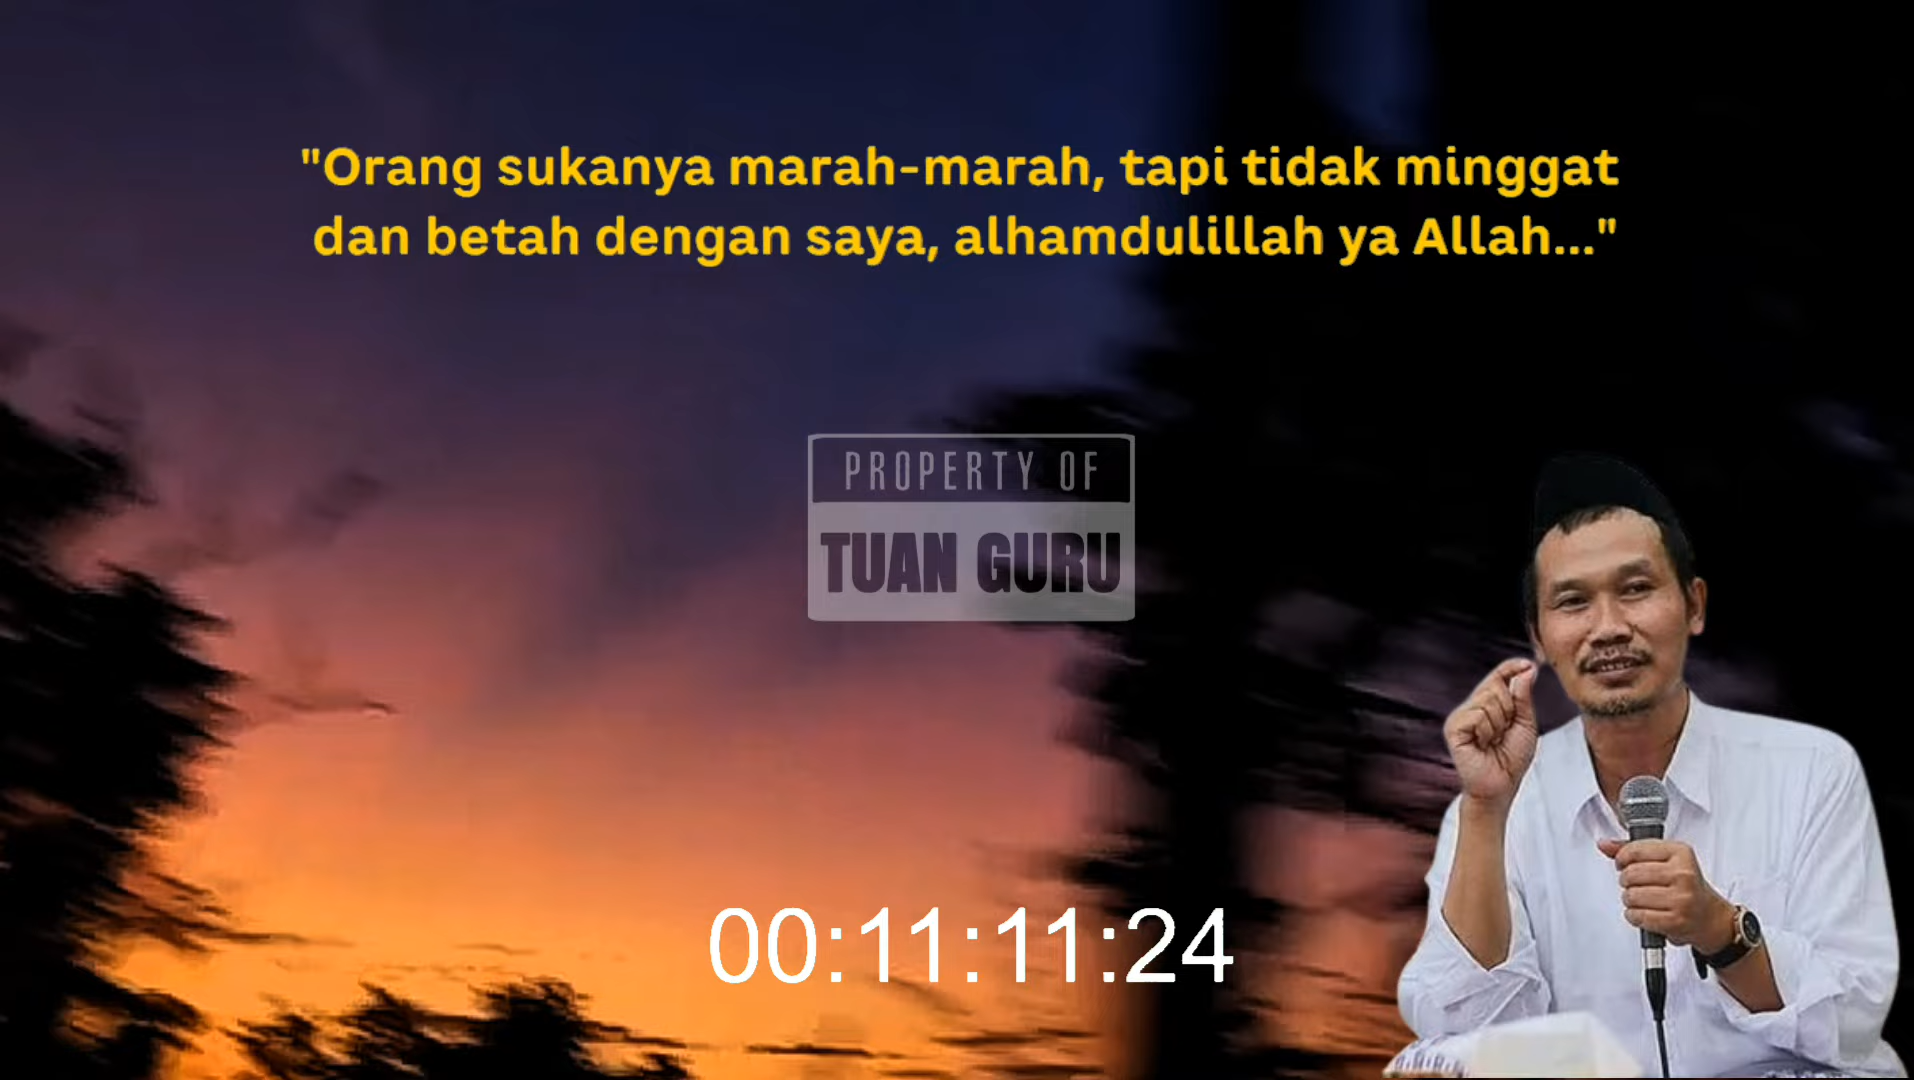 "Orang sukanya marah-marah, tapi tidak minggat
dan betah dengan saya, alhamdulillah ya Allah..."
PROPERTY OF
TUAN GURU
00:11:11:24